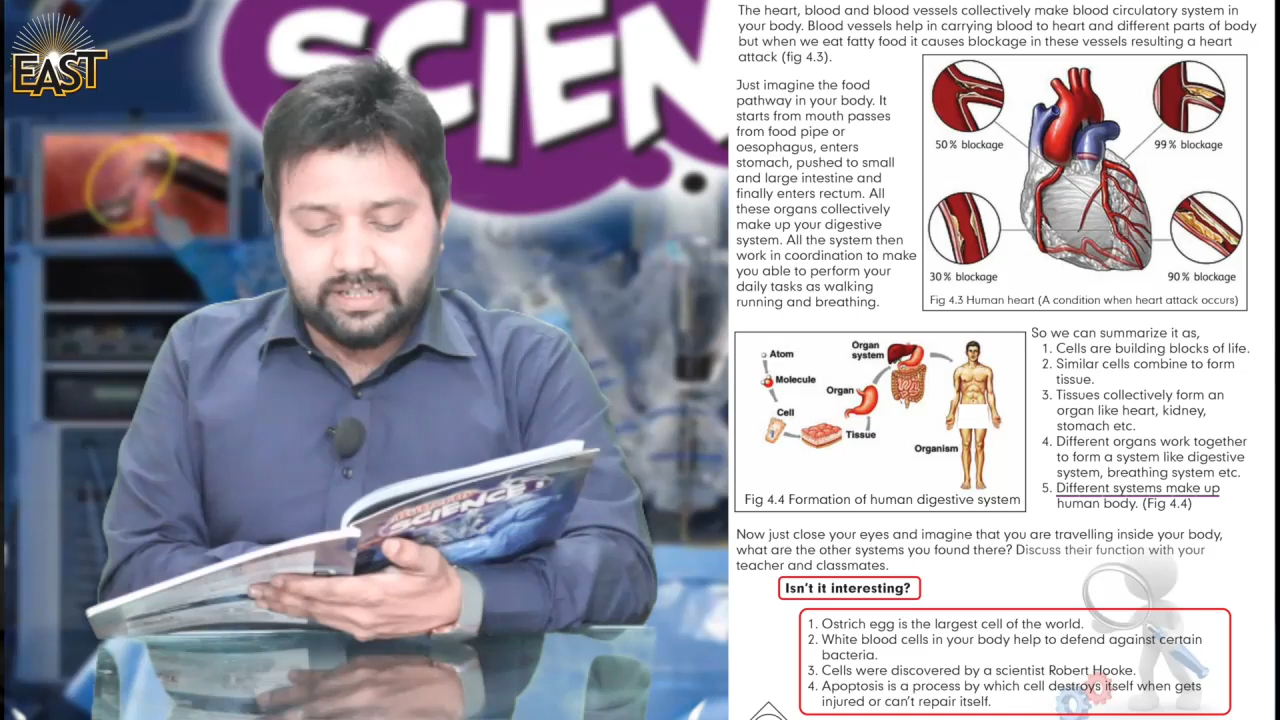 EAST
SCIEN
SCIENCE
The heart, blood and blood vessels collectively make blood circulatory system in
your body. Blood vessels help in carrying blood to heart and different parts of body
but when we eat fatty food it causes blockage in these vessels resulting a heart
attack (fig 4.3).
Just imagine the food
pathway in your body. It
starts from mouth passes
from food pipe or
oesophagus, enters
stomach, pushed to small
and large intestine and
finally enters rectum. All
these organs collectively
make up your digestive
system. All the system then
work in coordination to make
you able to perform your
daily tasks as walking
running and breathing.
50 % blockage
99 % blockage
30 % blockage
90 % blockage
Fig 4.3 Human heart (A condition when heart attack occurs)
Atom
Molecule
Cell
Tissue
Organ
Organ
system
Organism
Fig 4.4 Formation of human digestive system
So we can summarize it as,
1. Cells are building blocks of life.
2. Similar cells combine to form
tissue.
3. Tissues collectively form an
organ like heart, kidney,
stomach etc.
4. Different organs work together
to form a system like digestive
system, breathing system etc.
5. Different systems make up
human body. (Fig 4.4)
Now just close your eyes and imagine that you are travelling inside your body,
what are the other systems you found there? Discuss their function with your
teacher and classmates.
Isn't it interesting?
1. Ostrich egg is the largest cell of the world.
2. White blood cells in your body help to defend against certain
bacteria.
3. Cells were discovered by a scientist Robert Hooke.
4. Apoptosis is a process by which cell destroys itself when gets
injured or can't repair itself.